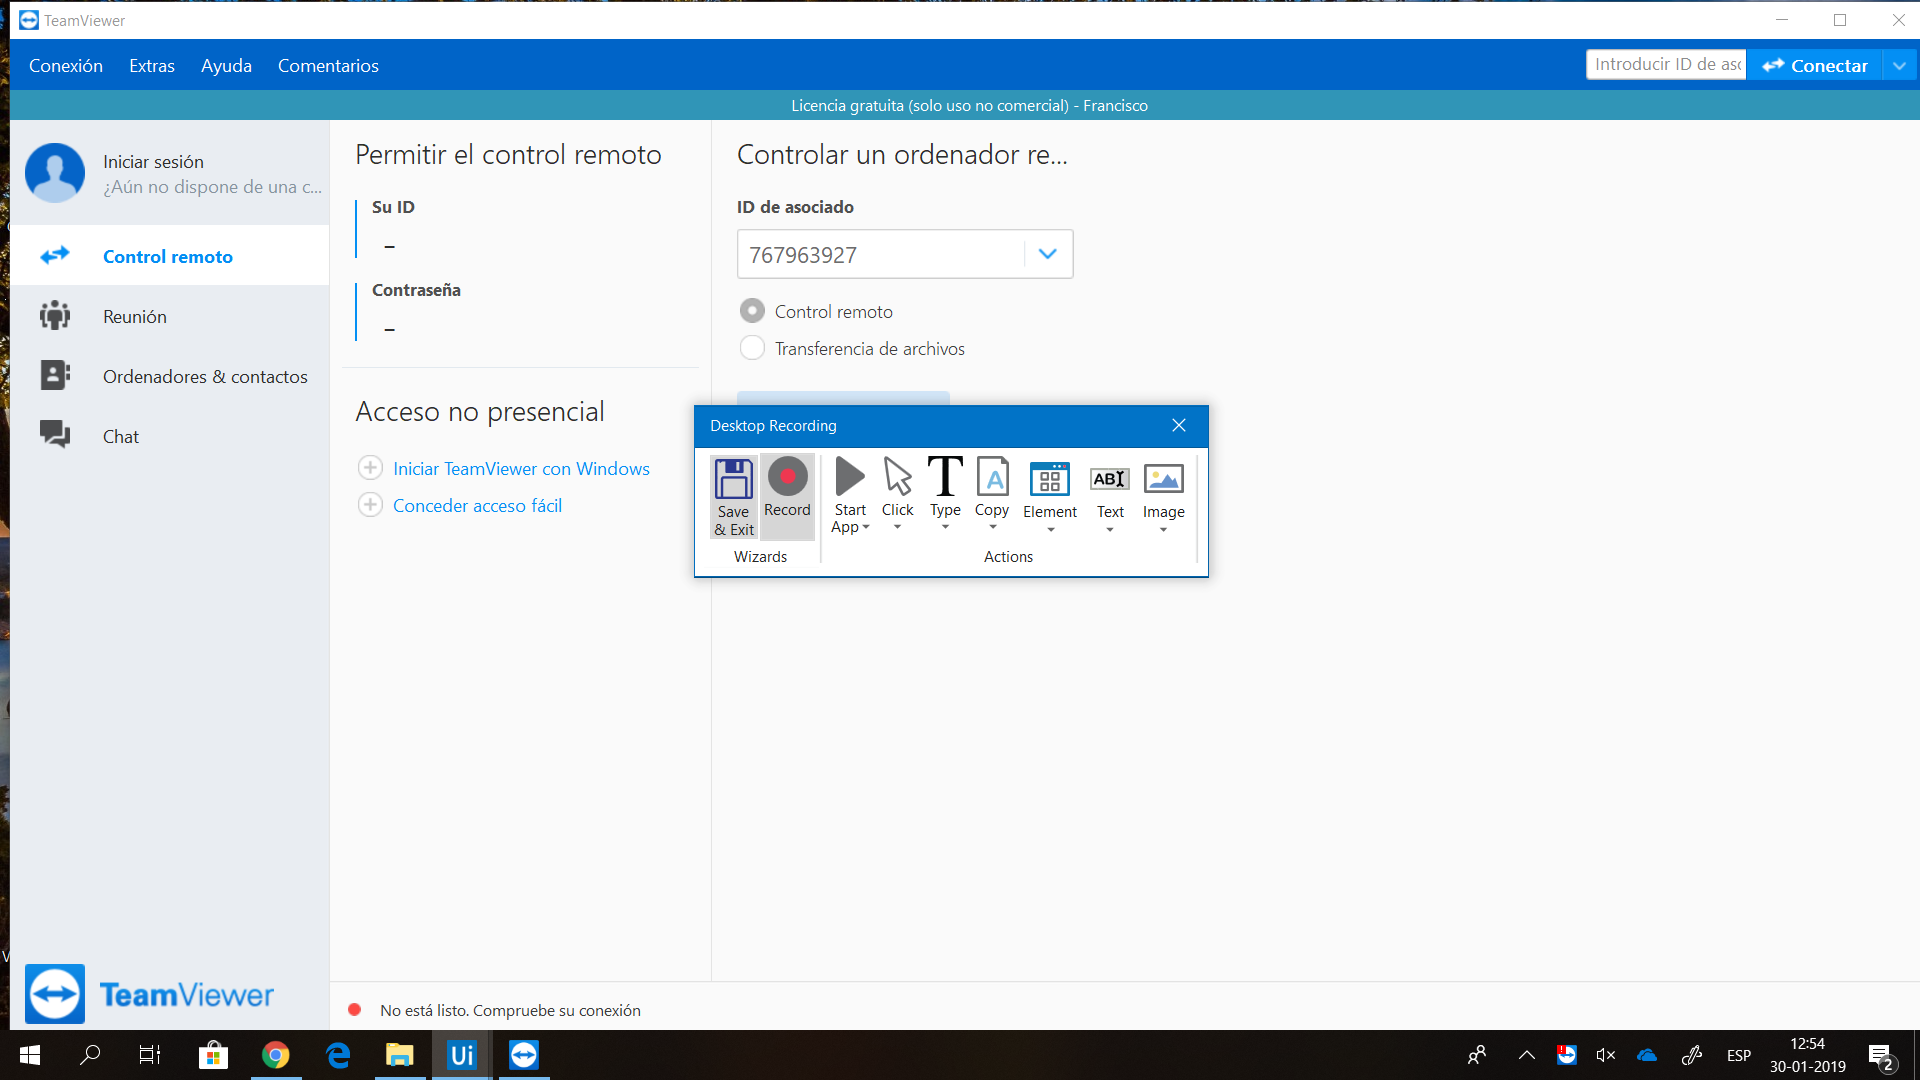 TeamViewer
Conexión Extras Ayuda Comentarios
Introducir ID de aso
Conectar
Licencia gratuita (solo uso no comercial) - Francisco
Iniciar sesión
¿Aún no dispone de una c...
Control remoto
Reunión
Ordenadores & contactos
Chat
Permitir el control remoto
Su ID
–
Contraseña
–
Acceso no presencial
Iniciar TeamViewer con Windows
Conceder acceso fácil
Controlar un ordenador re...
ID de asociado
767963927
Control remoto
Transferencia de archivos
Desktop Recording
Save & Exit
Record
Start App
Click
Type
Copy
Element
Text
Image
Wizards
Actions
TeamViewer
No está listo. Compruebe su conexión
Ui
ESP
12:54
30-01-2019
2